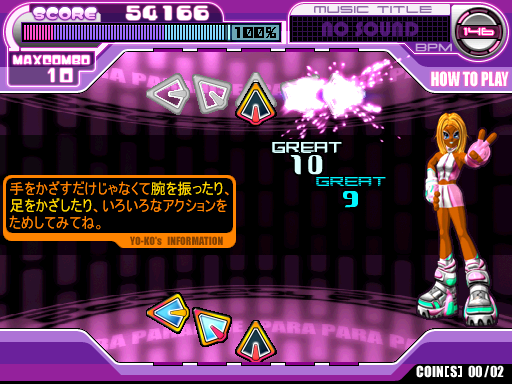 SCORE 54166
100%
MUSIC TITLE
NO SOUND
BPM
146
MAXCOMBO
10
HOW TO PLAY
PARA PARA PARA
GREAT
10
GREAT
9
手をかざすだけじゃなくて腕を振ったり、
足をかざしたり、いろいろなアクションを
ためしてみてね。
YO-KO's INFORMATION
PARA PARA PARA PARA PARA
COIN[S] 00/02